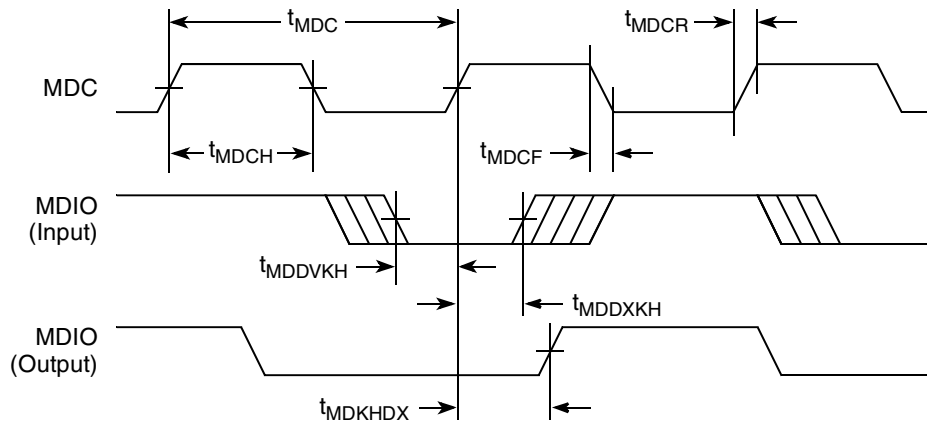 tMDC
tMDCR
MDC
tMDCH
tMDCF
MDIO
(Input)
tMDDVKH
tMDDXKH
MDIO
(Output)
tMDKHDX